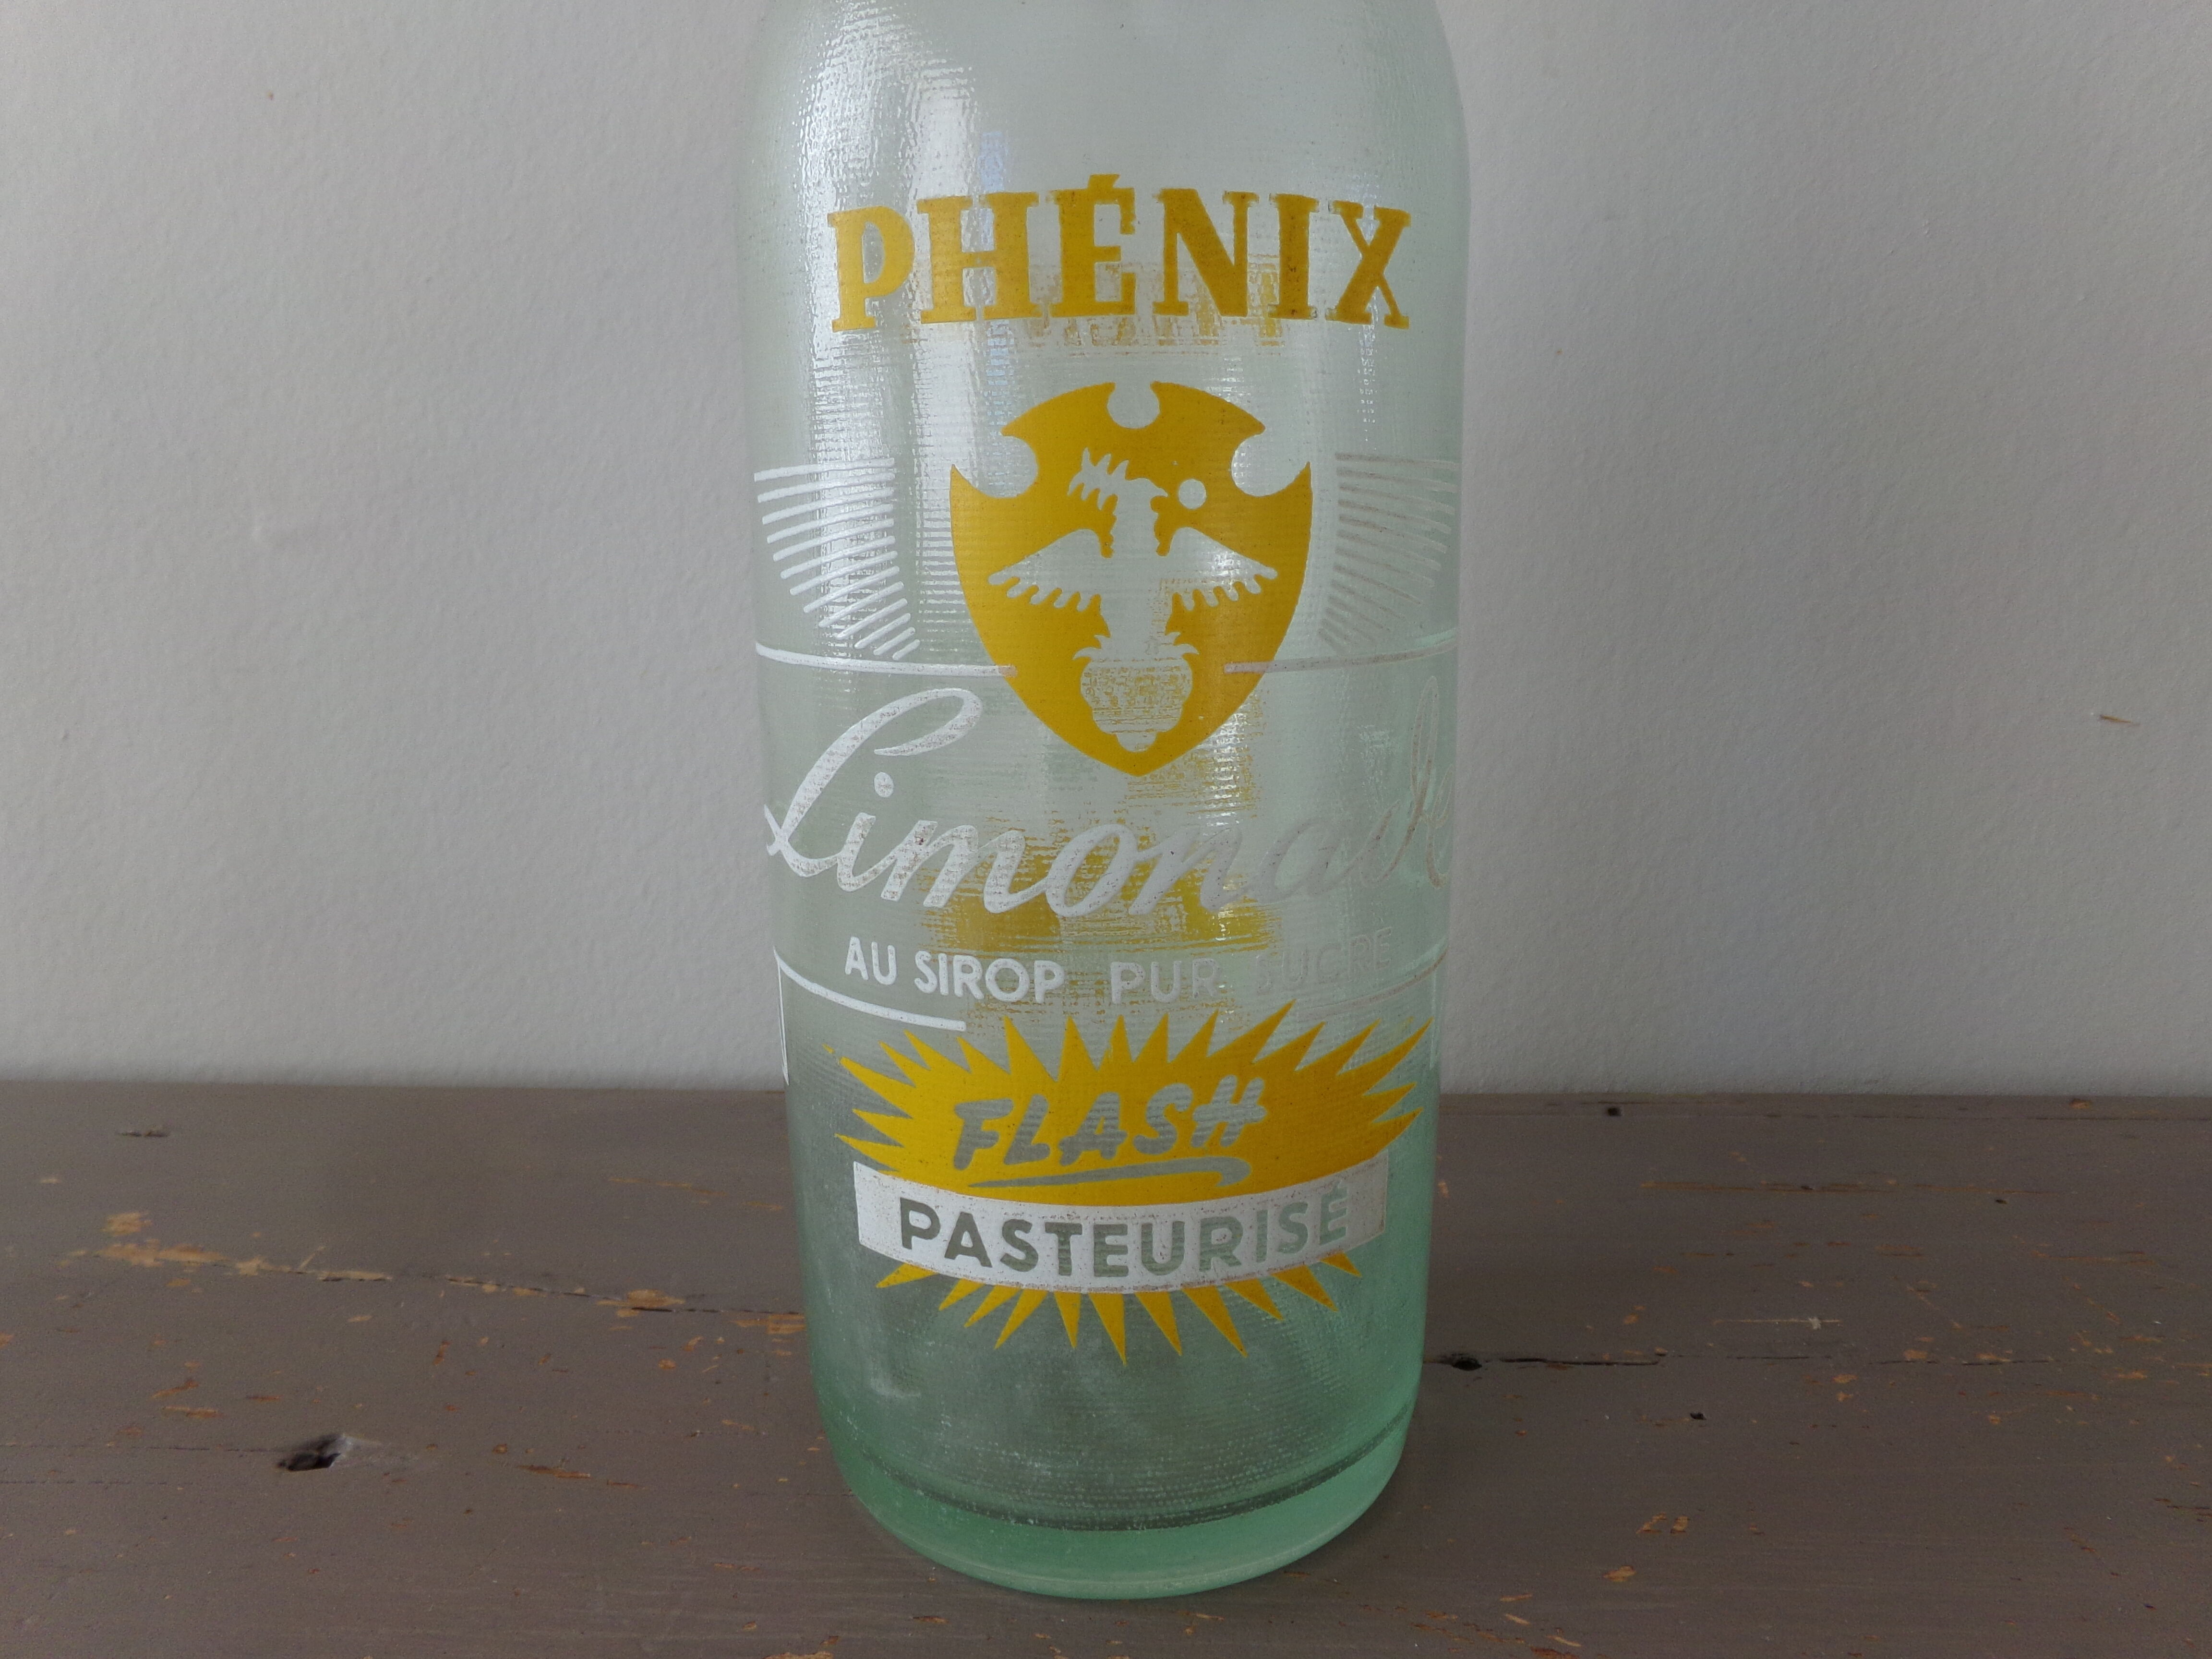 PHÉNIX
Limonade
AU SIROP PUR SUCRE
FLASH
PASTEURISÉ